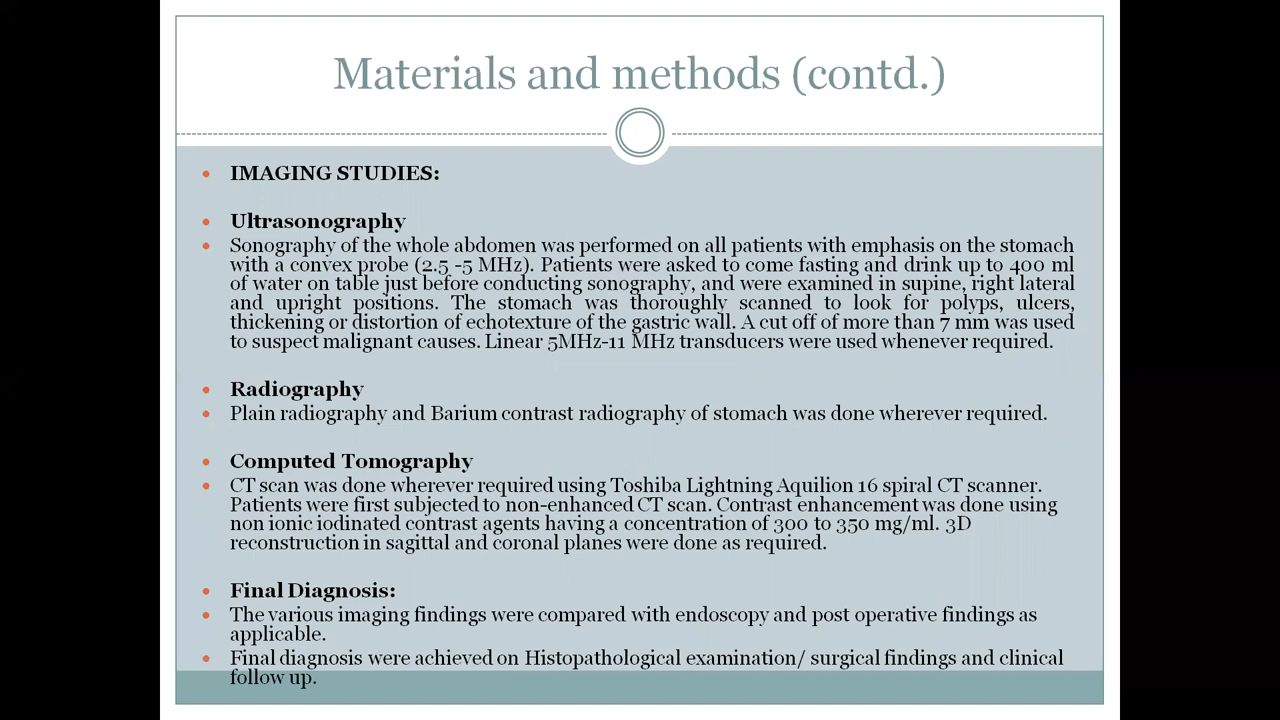 Materials and methods (contd.)
IMAGING STUDIES:
Ultrasonography
Sonography of the whole abdomen was performed on all patients with emphasis on the stomach
with a convex probe (2.5 -5 MHz). Patients were asked to come fasting and drink up to 400 ml
of water on table just before conducting sonography, and were examined in supine, right lateral
and upright positions. The stomach was thoroughly scanned to look for polyps, ulcers,
thickening or distortion of echotexture of the gastric wall. A cut off of more than 7 mm was used
to suspect malignant causes. Linear 5MHz-11 MHz transducers were used whenever required.
Radiography
Plain radiography and Barium contrast radiography of stomach was done wherever required.
Computed Tomography
CT scan was done wherever required using Toshiba Lightning Aquilion 16 spiral CT scanner.
Patients were first subjected to non-enhanced CT scan. Contrast enhancement was done using
non ionic iodinated contrast agents having a concentration of 300 to 350 mg/ml. 3D
reconstruction in sagittal and coronal planes were done as required.
Final Diagnosis:
The various imaging findings were compared with endoscopy and post operative findings as
applicable.
Final diagnosis were achieved on Histopathological examination/ surgical findings and clinical
follow up.